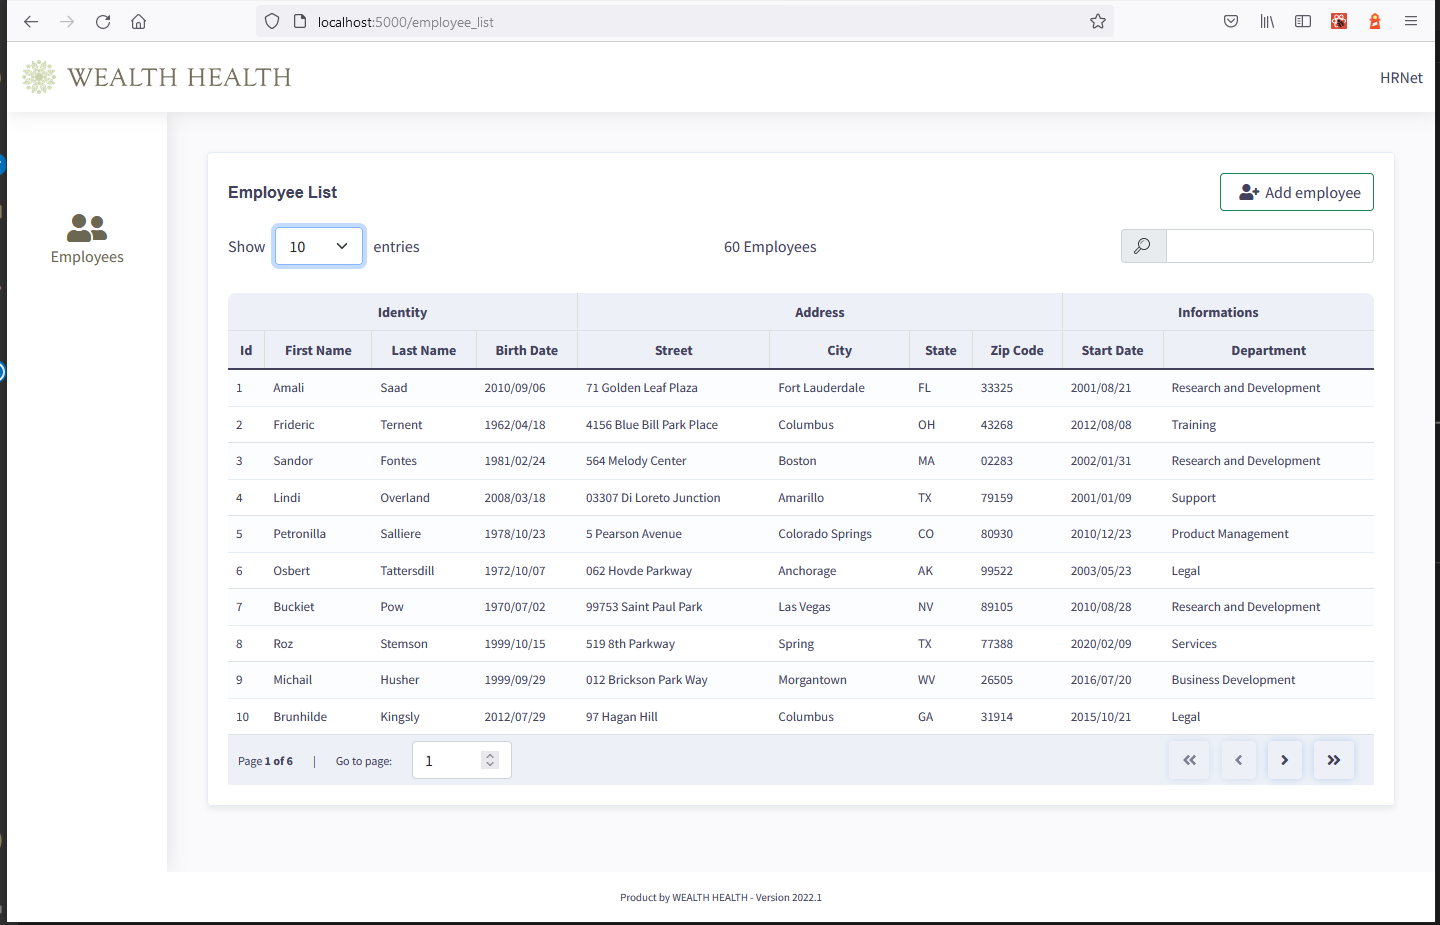 localhost:5000/employee_list
WEALTH HEALTH
HRNet
Employees
Employee List
Add employee
Show 10 entries
60 Employees
Identity Address Informations
Id First Name Last Name Birth Date Street City State Zip Code Start Date Department
1 Amali Saad 2010/09/06 71 Golden Leaf Plaza Fort Lauderdale FL 33325 2001/08/21 Research and Development
2 Frideric Ternent 1962/04/18 4156 Blue Bill Park Place Columbus OH 43268 2012/08/08 Training
3 Sandor Fontes 1981/02/24 564 Melody Center Boston MA 02283 2002/01/31 Research and Development
4 Lindi Overland 2008/03/18 03307 Di Loreto Junction Amarillo TX 79159 2001/01/09 Support
5 Petronilla Salliere 1978/10/23 5 Pearson Avenue Colorado Springs CO 80930 2010/12/23 Product Management
6 Osbert Tattersdill 1972/10/07 062 Hovde Parkway Anchorage AK 99522 2003/05/23 Legal
7 Buckiet Pow 1970/07/02 99753 Saint Paul Park Las Vegas NV 89105 2010/08/28 Research and Development
8 Roz Stemson 1999/10/15 519 8th Parkway Spring TX 77388 2020/02/09 Services
9 Michail Husher 1999/09/29 012 Brickson Park Way Morgantown WV 26505 2016/07/20 Business Development
10 Brunhilde Kingsly 2012/07/29 97 Hagan Hill Columbus GA 31914 2015/10/21 Legal
Page 1 of 6 | Go to page: 1
Product by WEALTH HEALTH - Version 2022.1